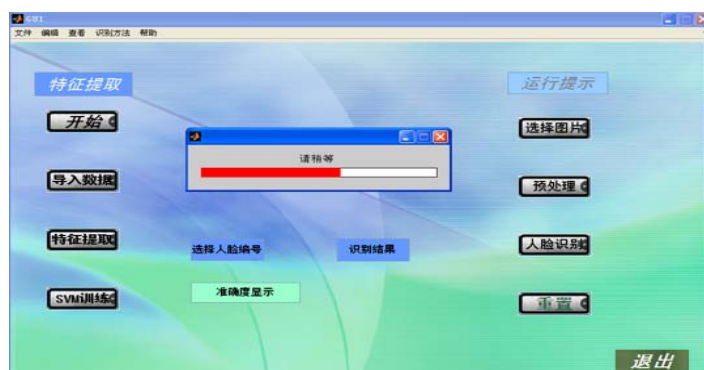 GUI
文件 编辑 查看 识别方法 帮助
特征提取
运行提示
开始
选择图片
请稍等
导入数据
预处理
特征提取
人脸识别
选择人脸编号
识别结果
SVM训练
准确度显示
重置
退出